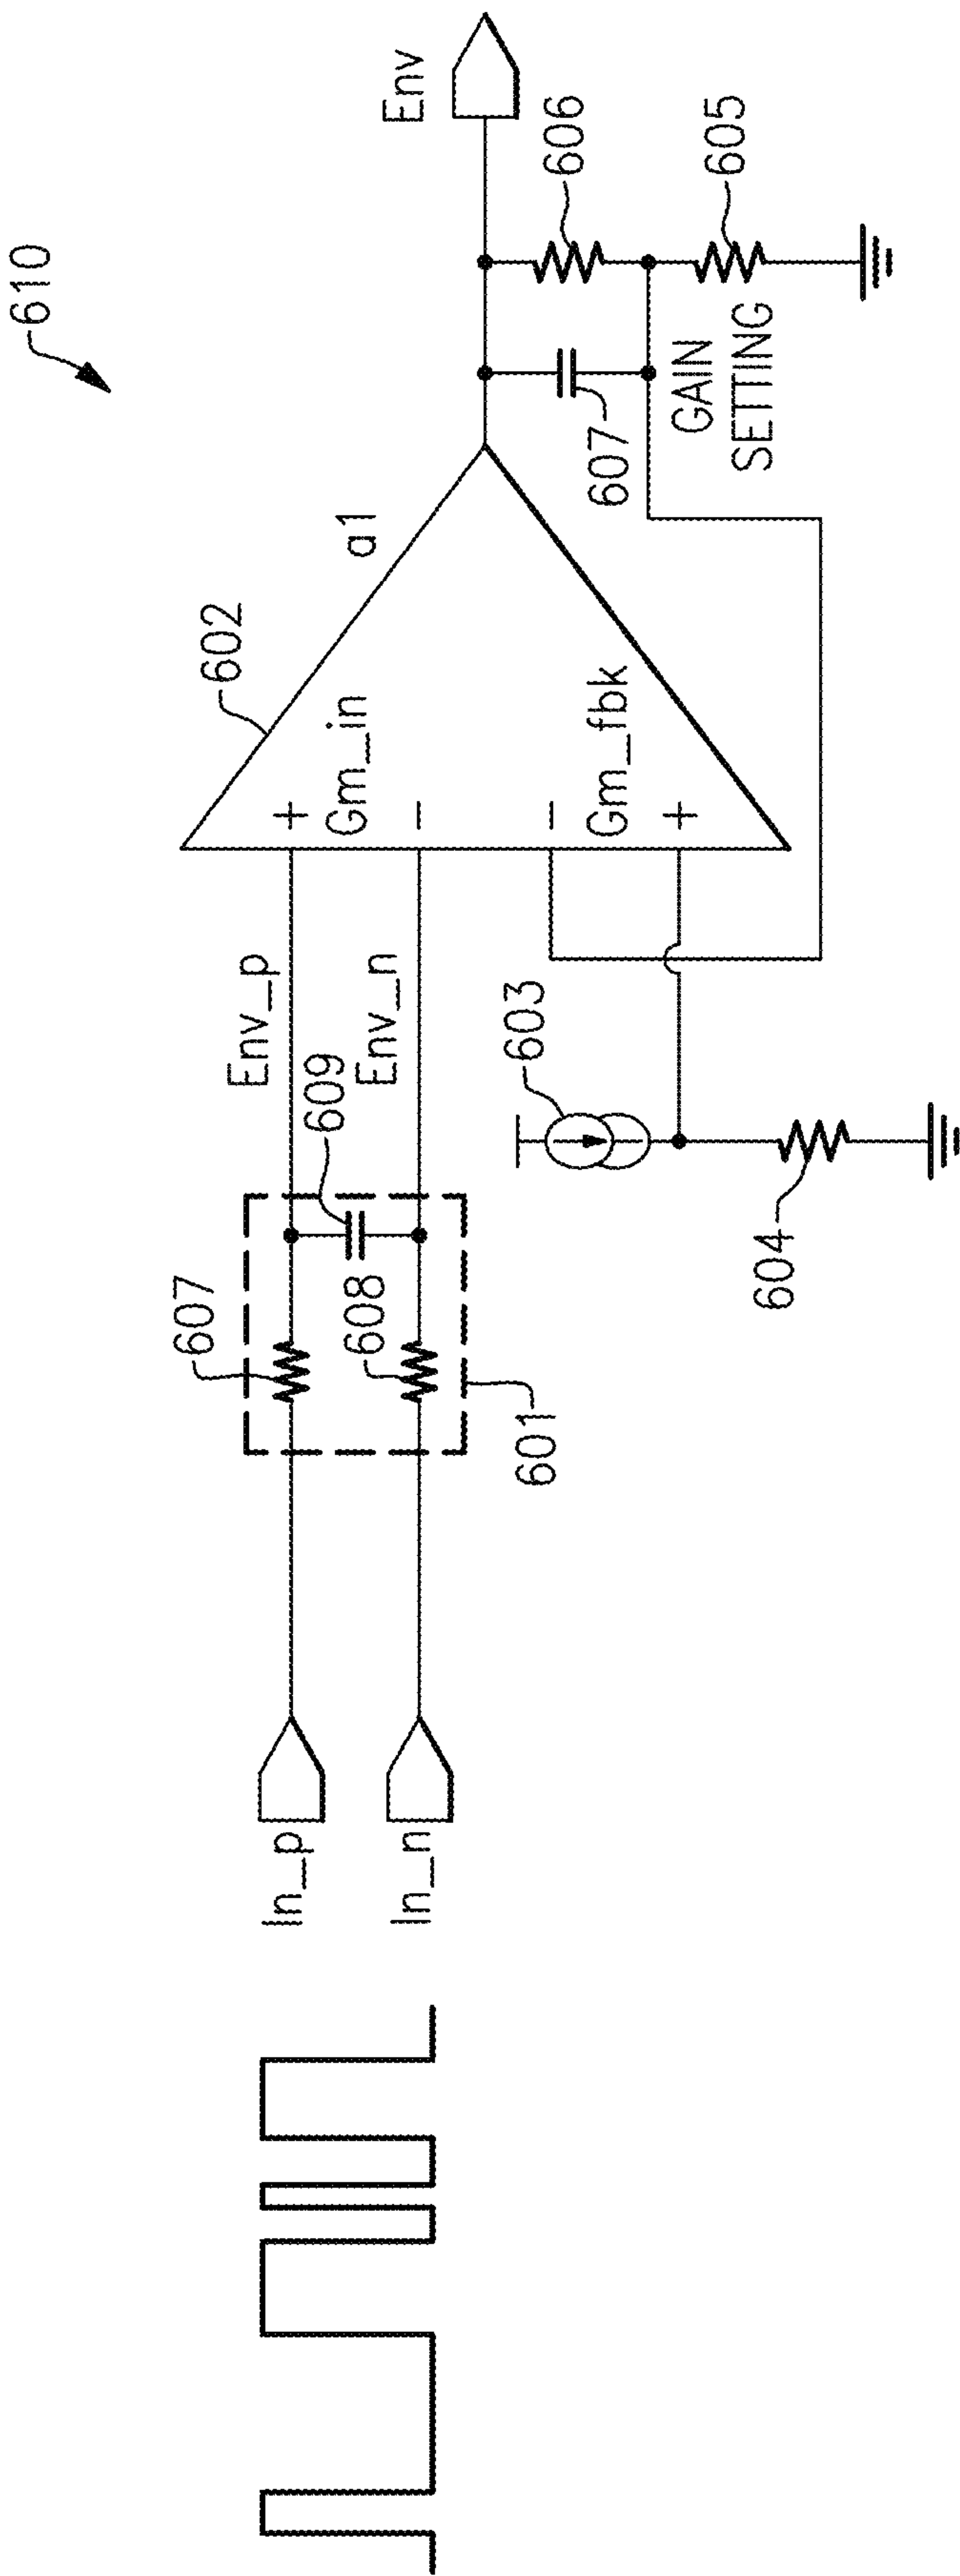 610
In_p
In_n
607
608
609
601
Env_p
Env_n
603
604
602
+
Gm_in
−
−
Gm_fbk
+
a1
607
GAIN
SETTING
606
605
Env